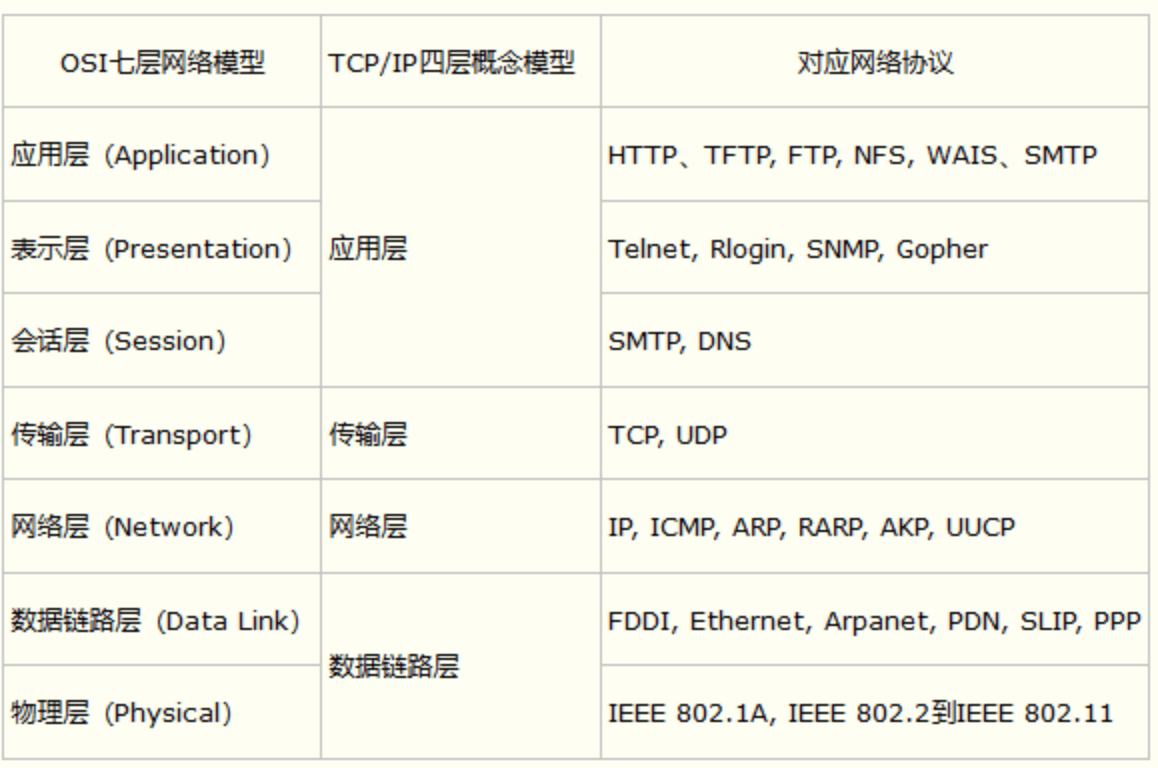 OSI七层网络模型 TCP/IP四层概念模型 对应网络协议
应用层 (Application) HTTP、TFTP, FTP, NFS, WAIS、SMTP
表示层 (Presentation) 应用层 Telnet, Rlogin, SNMP, Gopher
会话层 (Session) SMTP, DNS
传输层 (Transport) 传输层 TCP, UDP
网络层 (Network) 网络层 IP, ICMP, ARP, RARP, AKP, UUCP
数据链路层 (Data Link) FDDI, Ethernet, Arpanet, PDN, SLIP, PPP
数据链路层
物理层 (Physical) IEEE 802.1A, IEEE 802.2到IEEE 802.11